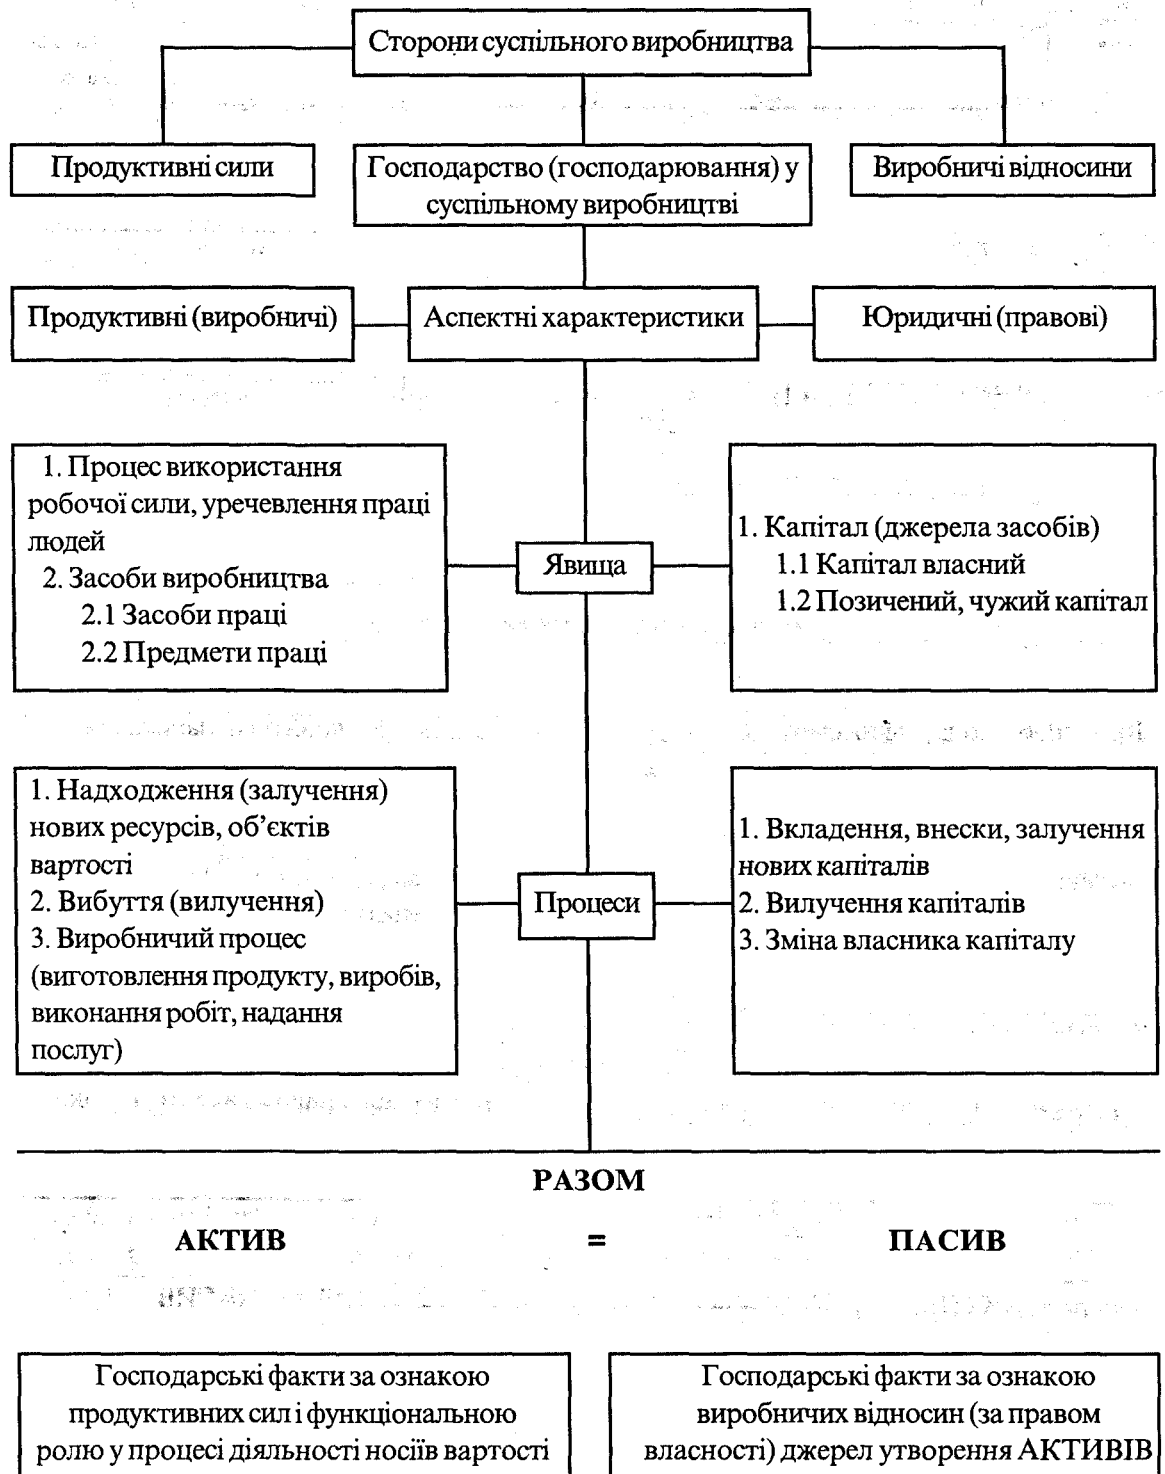 Сторони суспільного виробництва
Продуктивні сили
Господарство (господарювання) у
суспільному виробництві
Виробничі відносини
Продуктивні (виробничі)
Аспектні характеристики
Юридичні (правові)
1. Процес використання
робочої сили, уречевлення праці
людей
2. Засоби виробництва
2.1 Засоби праці
2.2 Предмети праці
Явища
1. Капітал (джерела засобів)
1.1 Капітал власний
1.2 Позичений, чужий капітал
1. Надходження (залучення)
нових ресурсів, об’єктів
вартості
2. Вибуття (вилучення)
3. Виробничий процес
(виготовлення продукту, виробів,
виконання робіт, надання
послуг)
Процеси
1. Вкладення, внески, залучення
нових капіталів
2. Вилучення капіталів
3. Зміна власника капіталу
РАЗОМ
АКТИВ = ПАСИВ
Господарські факти за ознакою
продуктивних сил і функціональною
ролю у процесі діяльності носіїв вартості
Господарські факти за ознакою
виробничих відносин (за правом
власності) джерел утворення АКТИВІВ